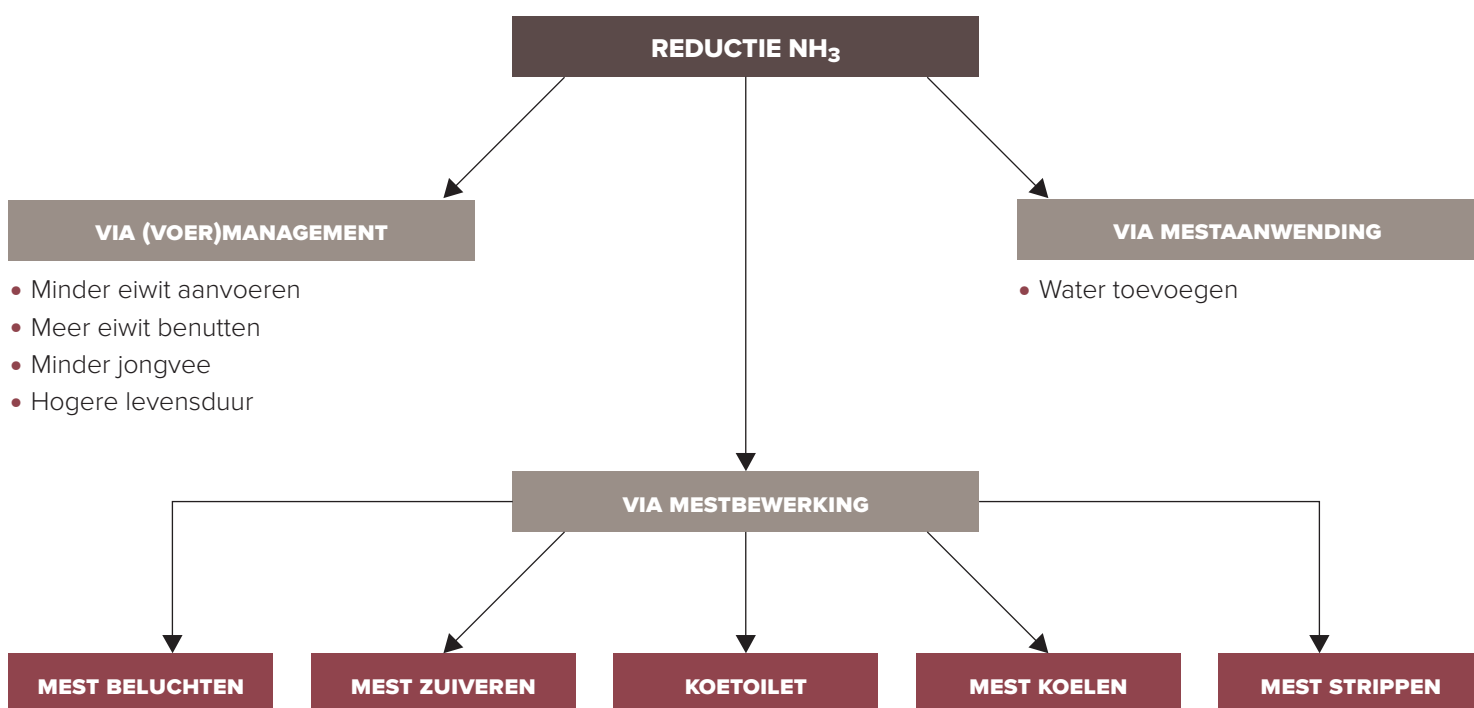 REDUCTIE NH₃
VIA (VOER)MANAGEMENT
• Minder eiwit aanvoeren
• Meer eiwit benutten
• Minder jongvee
• Hogere levensduur
VIA MESTAANWENDING
• Water toevoegen
VIA MESTBEWERKING
MEST BELUCHTEN
MEST ZUIVEREN
KOETOILET
MEST KOELEN
MEST STRIPPEN